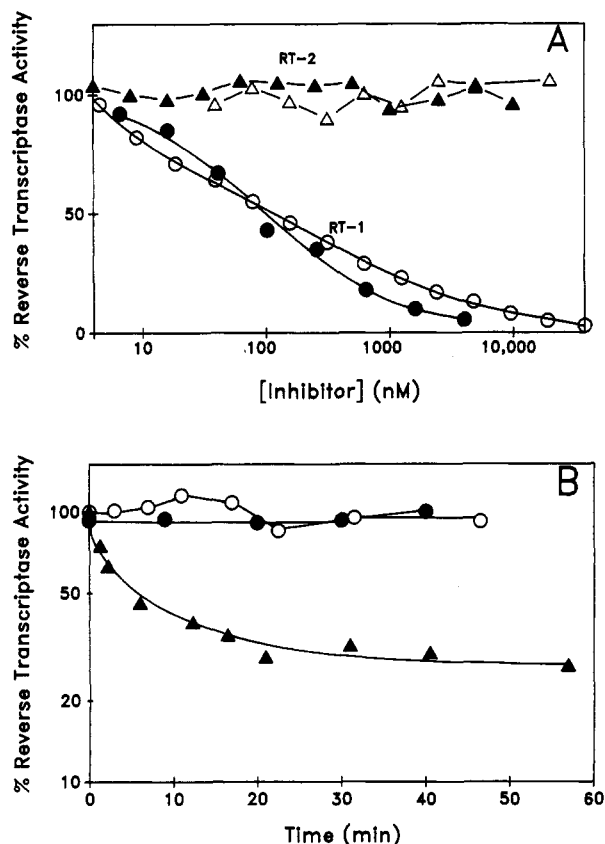 A
RT-2
100
50
RT-1
0
10
100
1000
10,000
% Reverse Transcriptase Activity
[Inhibitor] (nM)
B
100
50
20
10
0
10
20
30
40
50
60
% Reverse Transcriptase Activity
Time (min)